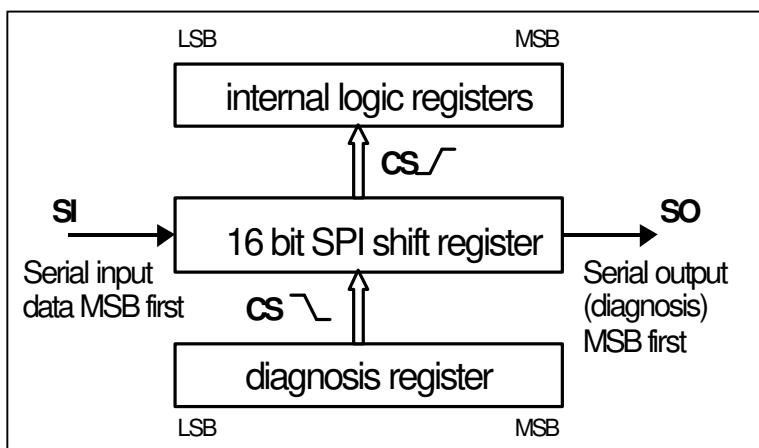 LSB MSB
internal logic registers
CS
SI
SO
16 bit SPI shift register
Serial input
data MSB first
Serial output
(diagnosis)
MSB first
CS
diagnosis register
LSB MSB